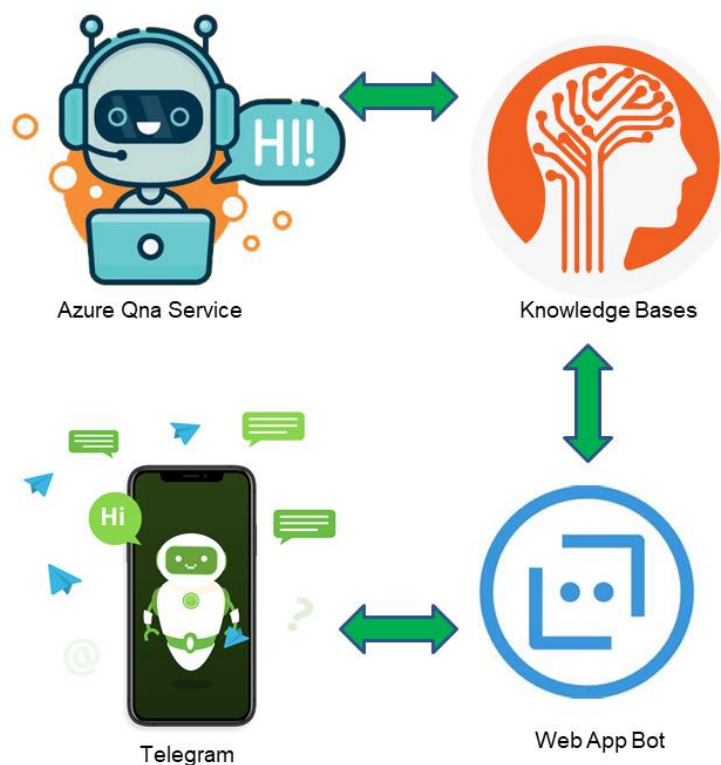 HI!
Azure Qna Service
Knowledge Bases
Hi
?
@
Telegram
Web App Bot